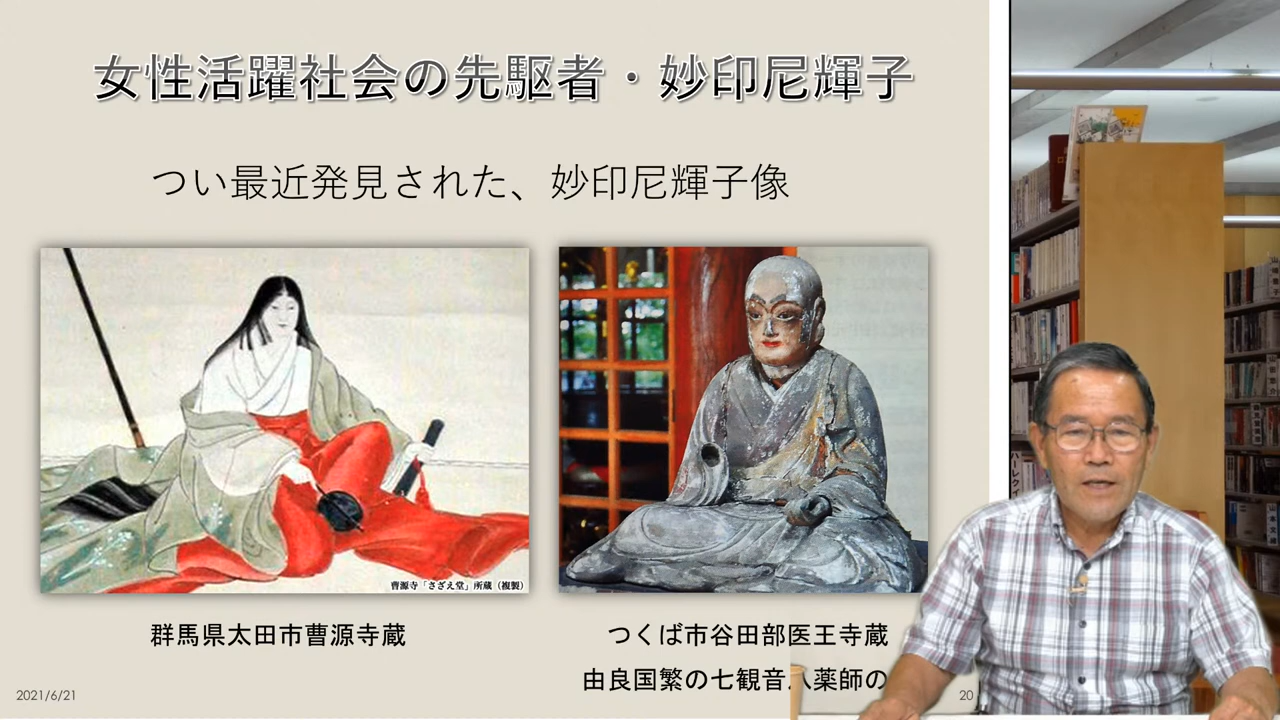 女性活躍社会の先駆者・妙印尼輝子
つい最近発見された、妙印尼輝子像
曹源寺「さざえ堂」所蔵(複製)
群馬県太田市曹源寺蔵
つくば市谷田部医王寺蔵
由良国繁の七観音八薬師の
2021/6/21
20